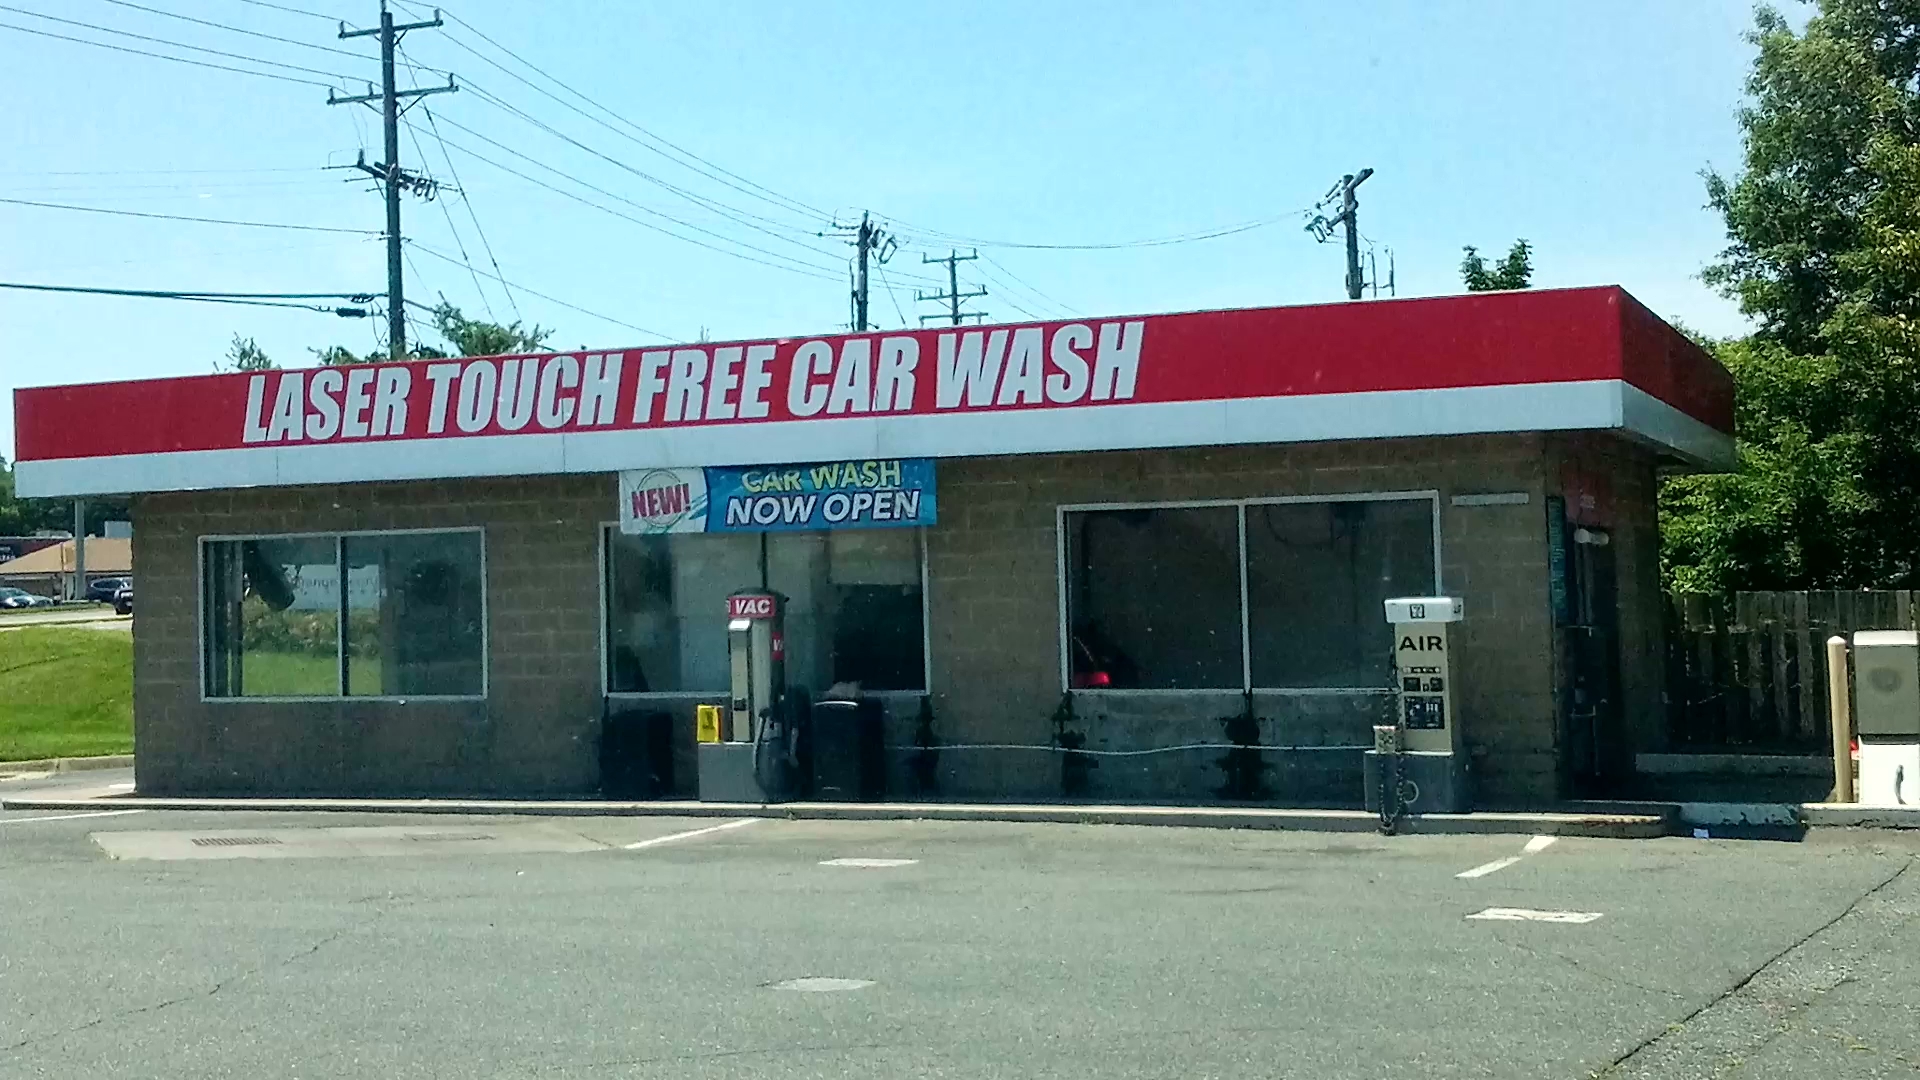 LASER TOUCH FREE CAR WASH
NEW!
CAR WASH
NOW OPEN
VAC
AIR